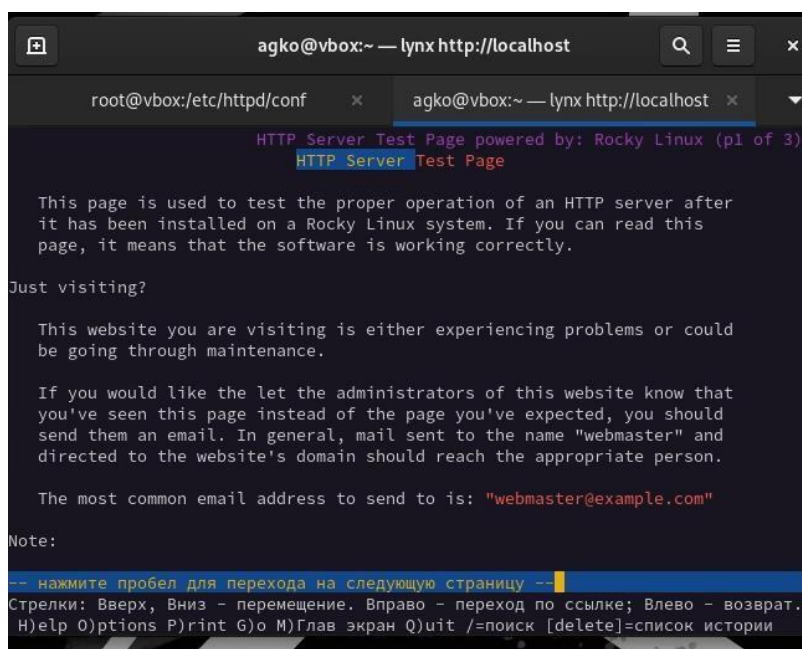 agko@vbox:~ — lynx http://localhost
root@vbox:/etc/httpd/conf × agko@vbox:~ — lynx http://localhost ×
HTTP Server Test Page powered by: Rocky Linux (p1 of 3)
HTTP Server Test Page
This page is used to test the proper operation of an HTTP server after
it has been installed on a Rocky Linux system. If you can read this
page, it means that the software is working correctly.
Just visiting?
This website you are visiting is either experiencing problems or could
be going through maintenance.
If you would like the let the administrators of this website know that
you've seen this page instead of the page you've expected, you should
send them an email. In general, mail sent to the name "webmaster" and
directed to the website's domain should reach the appropriate person.
The most common email address to send to is: "webmaster@example.com"
Note:
-- нажмите пробел для перехода на следующую страницу --
Стрелки: Вверх, Вниз - перемещение. Вправо - переход по ссылке; Влево - возврат.
H)elp O)ptions P)rint G)o M)Глав экран Q)uit /=поиск [delete]=список истории